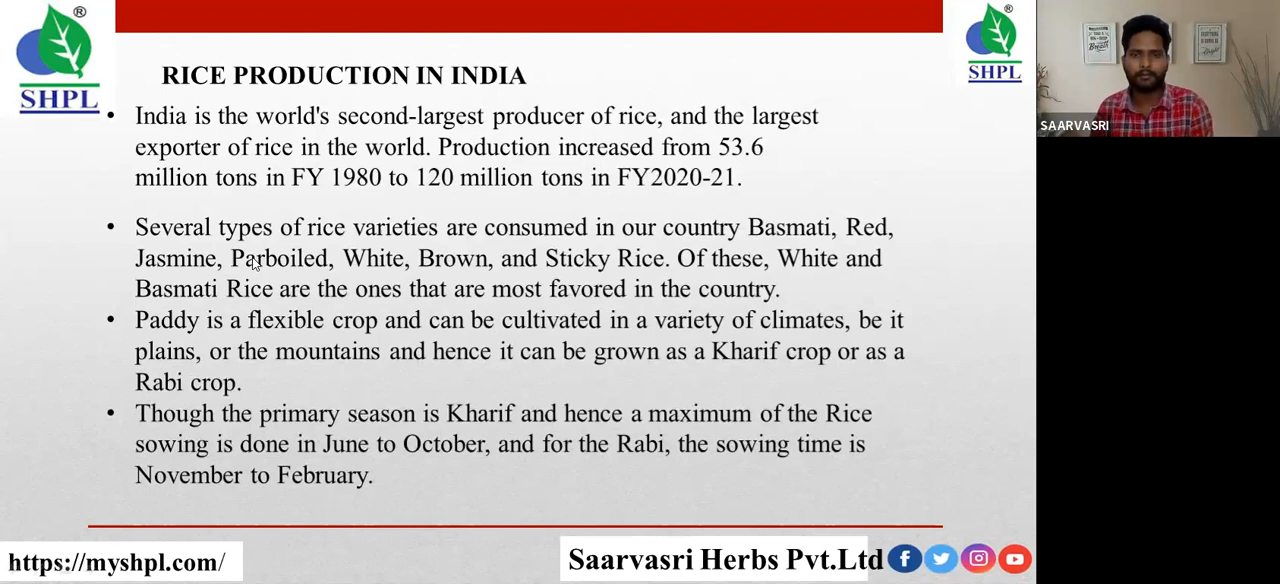 ®
SHPL
®
SHPL
SAARVASRI
RICE PRODUCTION IN INDIA
• India is the world's second-largest producer of rice, and the largest
exporter of rice in the world. Production increased from 53.6
million tons in FY 1980 to 120 million tons in FY2020-21.
• Several types of rice varieties are consumed in our country Basmati, Red,
Jasmine, Parboiled, White, Brown, and Sticky Rice. Of these, White and
Basmati Rice are the ones that are most favored in the country.
• Paddy is a flexible crop and can be cultivated in a variety of climates, be it
plains, or the mountains and hence it can be grown as a Kharif crop or as a
Rabi crop.
• Though the primary season is Kharif and hence a maximum of the Rice
sowing is done in June to October, and for the Rabi, the sowing time is
November to February.
https://myshpl.com/
Saarvasri Herbs Pvt.Ltd